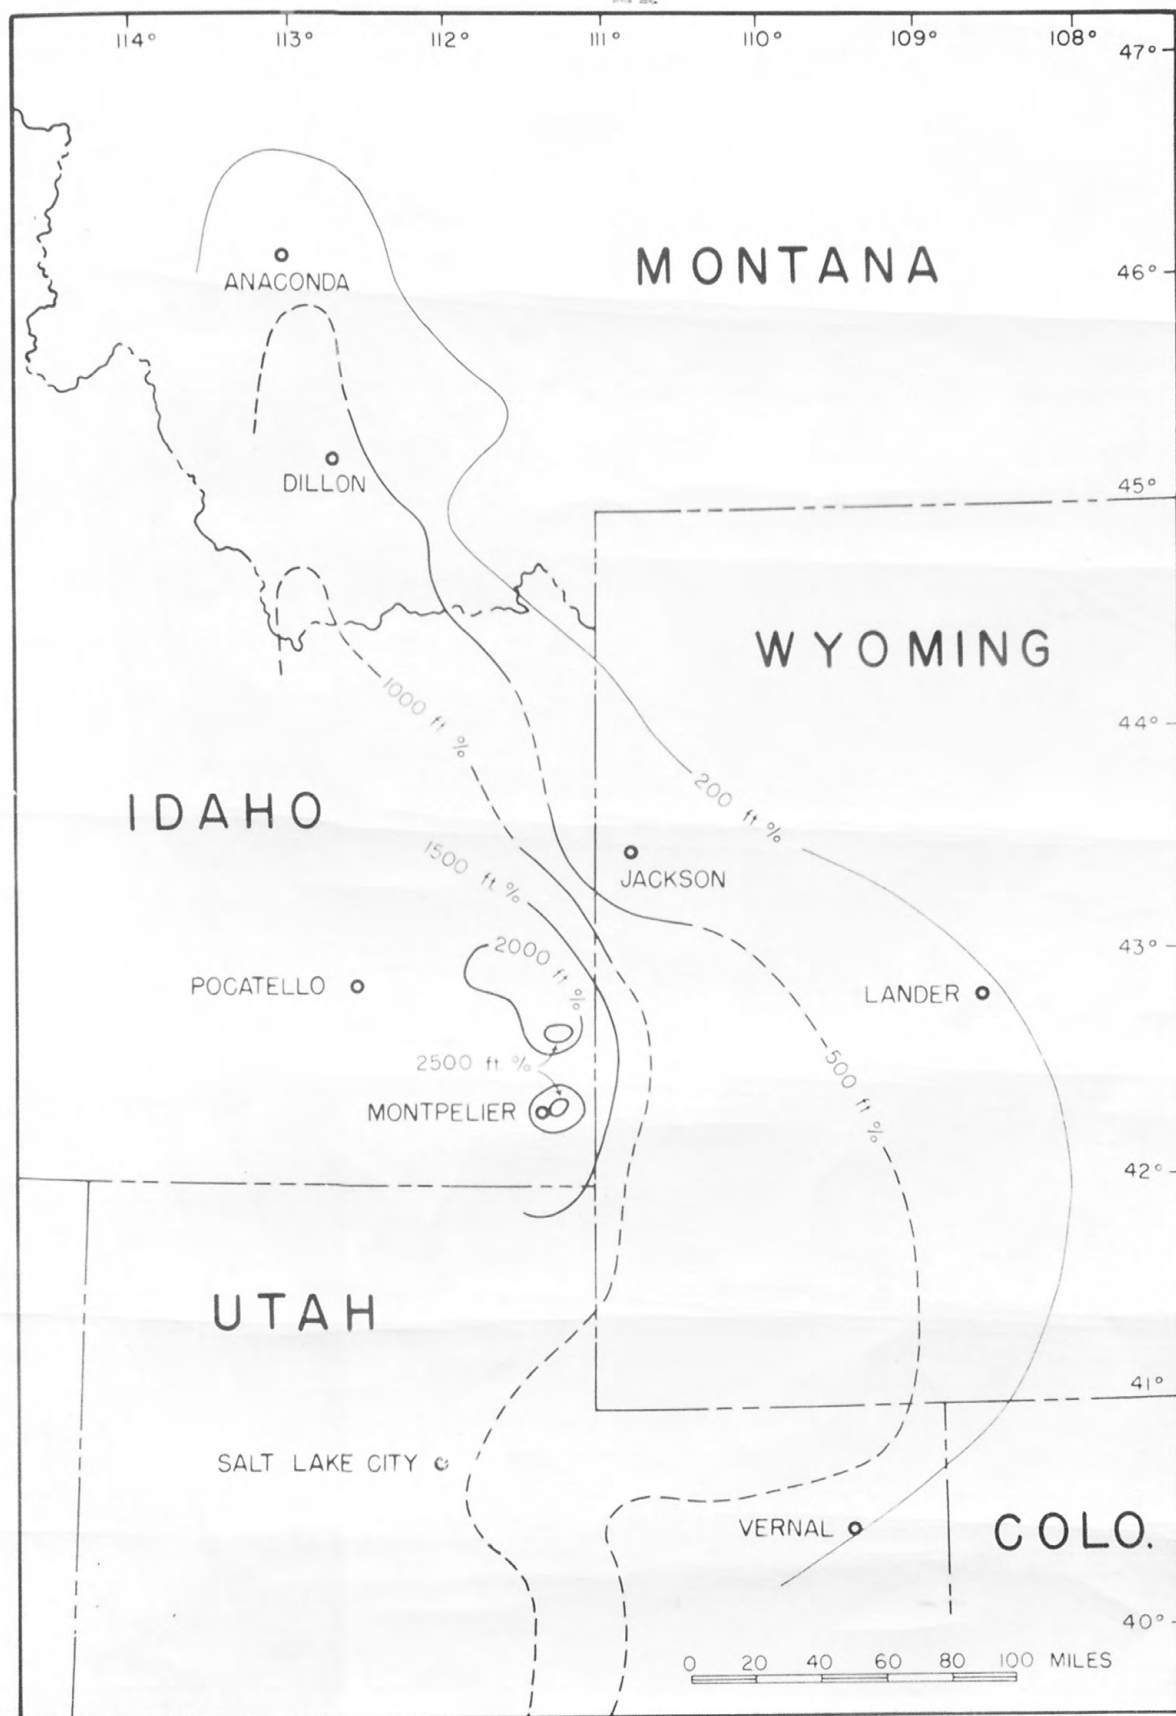 114° 113° 112° 111° 110° 109° 108°
47°
MONTANA
46°
ANACONDA
45°
DILLON
WYOMING
44°
1000 ft. %
200 ft. %
IDAHO
1500 ft. %
JACKSON
43°
2000 ft. %
POCATELLO
LANDER
2500 ft. %
500 ft. %
MONTPELIER
42°
UTAH
41°
SALT LAKE CITY
VERNAL
COLO.
40°
0 20 40 60 80 100 MILES